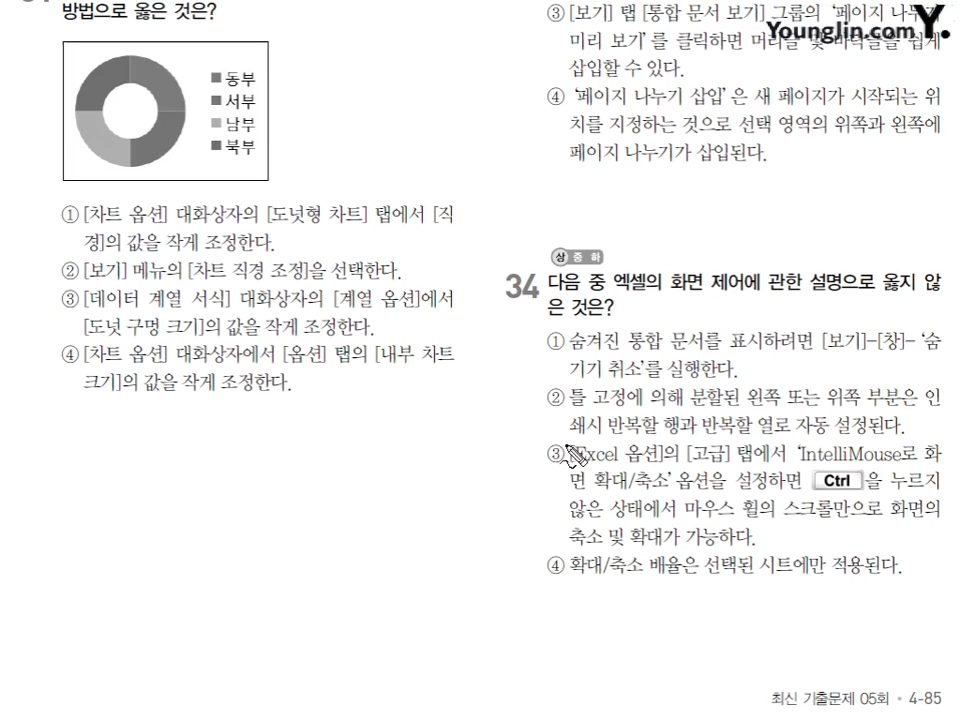 방법으로 옳은 것은?
동부
서부
남부
북부
① [차트 옵션] 대화상자의 [도넛형 차트] 탭에서 [직
경]의 값을 작게 조정한다.
② [보기] 메뉴의 [차트 직경 조정]을 선택한다.
③ [데이터 계열 서식] 대화상자의 [계열 옵션]에서
[도넛 구멍 크기]의 값을 작게 조정한다.
④ [차트 옵션] 대화상자에서 [옵션] 탭의 [내부 차트
크기]의 값을 작게 조정한다.
③ [보기] 탭 [통합 문서 보기] 그룹의 '페이지 나누기
Younglin.com Y.
미리 보기'를 클릭하면 머리글 및 바닥글을 쉽게
삽입할 수 있다.
④ '페이지 나누기 삽입'은 새 페이지가 시작되는 위
치를 지정하는 것으로 선택 영역의 위쪽과 왼쪽에
페이지 나누기가 삽입된다.
상 중 하
34 다음 중 엑셀의 화면 제어에 관한 설명으로 옳지 않
은 것은?
① 숨겨진 통합 문서를 표시하려면 [보기]-[창]-'숨
기기 취소'를 실행한다.
② 틀 고정에 의해 분할된 왼쪽 또는 위쪽 부분은 인
쇄시 반복할 행과 반복할 열로 자동 설정된다.
③ [Excel 옵션]의 [고급] 탭에서 'IntelliMouse로 화
면 확대/축소'옵션을 설정하면 Ctrl 을 누르지
않은 상태에서 마우스 휠의 스크롤만으로 화면의
축소 및 확대가 가능하다.
④ 확대/축소 배율은 선택된 시트에만 적용된다.
최신 기출문제 05회 • 4-85